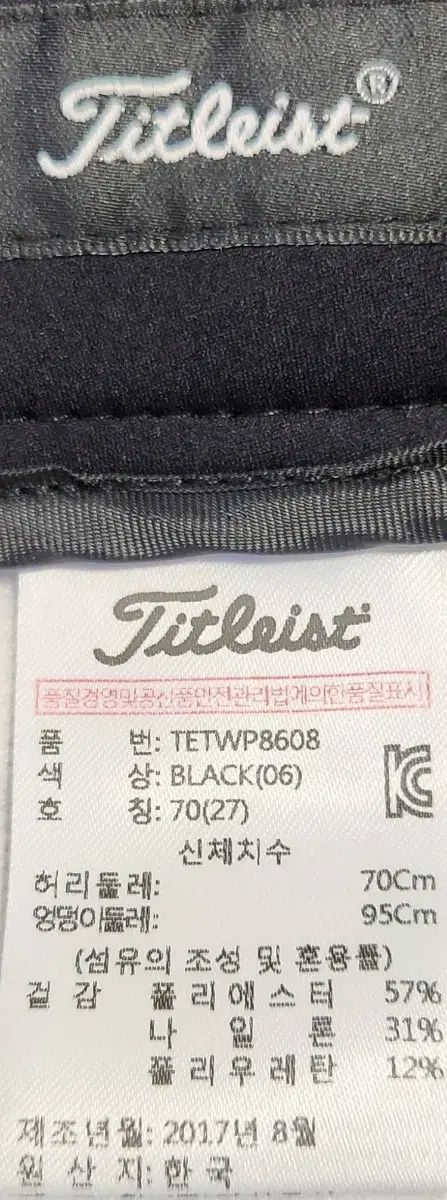 Titleist®
Titleist
품질경영및공산품안전관리법에의한품질표시
품 번: TETWP8608
색 상: BLACK(06)
호 칭: 70(27)
신체치수
허리둘레: 70Cm
엉덩이둘레: 95Cm
(섬유의 조성 및 혼용률)
겉 감 폴리에스터 57%
나 일 론 31%
폴리우레탄 12%
제조년월: 2017년 8월
원 산 지: 한 국